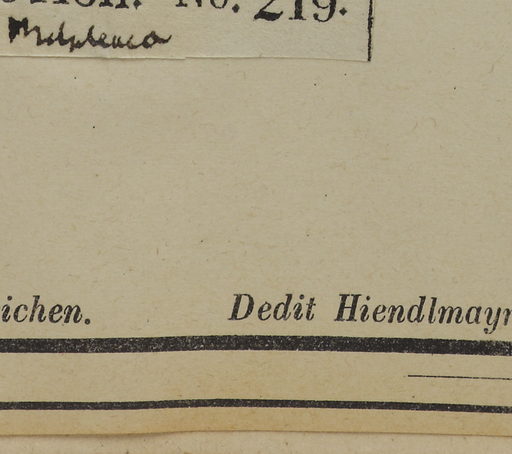 No. 219.
ichen. Dedit Hiendlmayr